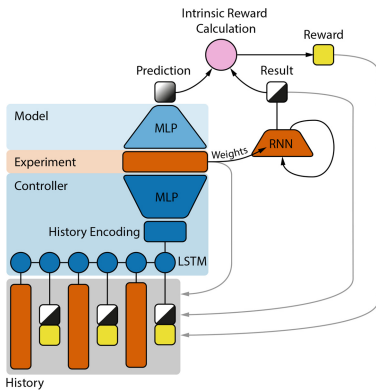 Intrinsic Reward
Calculation
Reward
Prediction
Result
Model
MLP
Experiment
Weights
RNN
Controller
MLP
History Encoding
LSTM
History